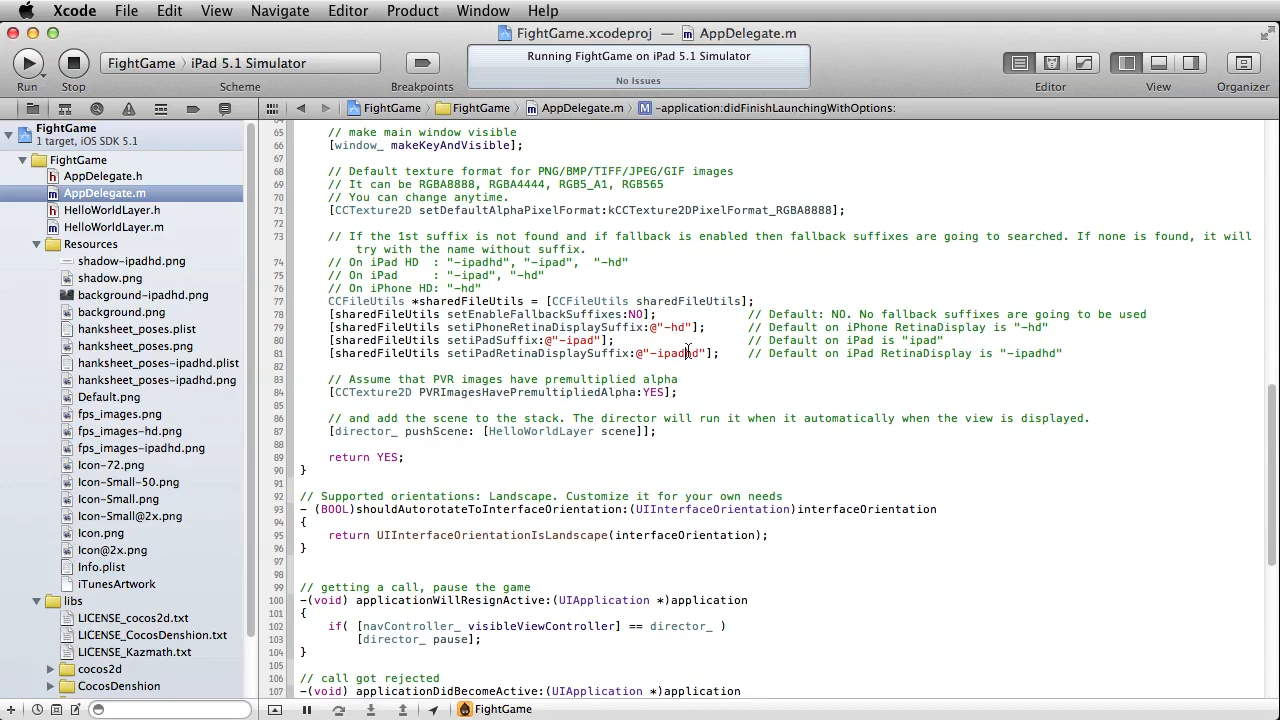 Xcode File Edit View Navigate Editor Product Window Help
FightGame.xcodeproj — AppDelegate.m
FightGame > iPad 5.1 Simulator
Running FightGame on iPad 5.1 Simulator
No Issues
Run Stop Scheme Breakpoints Editor View Organizer
FightGame > FightGame > AppDelegate.m > M -application:didFinishLaunchingWithOptions:
FightGame
1 target, iOS SDK 5.1
FightGame
AppDelegate.h
AppDelegate.m
HelloWorldLayer.h
HelloWorldLayer.m
Resources
shadow-ipadhd.png
shadow.png
background-ipadhd.png
background.png
hanksheet_poses.plist
hanksheet_poses.png
hanksheet_poses-ipadhd.plist
hanksheet_poses-ipadhd.png
Default.png
fps_images.png
fps_images-hd.png
fps_images-ipadhd.png
Icon-72.png
Icon-Small-50.png
Icon-Small.png
Icon-Small@2x.png
Icon.png
Icon@2x.png
Info.plist
iTunesArtwork
libs
LICENSE_cocos2d.txt
LICENSE_CocosDenshion.txt
LICENSE_Kazmath.txt
cocos2d
CocosDenshion
65 // make main window visible
66 [window_ makeKeyAndVisible];
67
68 // Default texture format for PNG/BMP/TIFF/JPEG/GIF images
69 // It can be RGBA8888, RGBA4444, RGB5_A1, RGB565
70 // You can change anytime.
71 [CCTexture2D setDefaultAlphaPixelFormat:kCCTexture2DPixelFormat_RGBA8888];
72
73 // If the 1st suffix is not found and if fallback is enabled then fallback suffixes are going to searched. If none is found, it will
try with the name without suffix.
74 // On iPad HD : "-ipadhd", "-ipad", "-hd"
75 // On iPad : "-ipad", "-hd"
76 // On iPhone HD: "-hd"
77 CCFileUtils *sharedFileUtils = [CCFileUtils sharedFileUtils];
78 [sharedFileUtils setEnableFallbackSuffixes:NO]; // Default: NO. No fallback suffixes are going to be used
79 [sharedFileUtils setiPhoneRetinaDisplaySuffix:@"-hd"]; // Default on iPhone RetinaDisplay is "-hd"
80 [sharedFileUtils setiPadSuffix:@"-ipad"]; // Default on iPad is "ipad"
81 [sharedFileUtils setiPadRetinaDisplaySuffix:@"-ipadhd"]; // Default on iPad RetinaDisplay is "-ipadhd"
82
83 // Assume that PVR images have premultiplied alpha
84 [CCTexture2D PVRImagesHavePremultipliedAlpha:YES];
85
86 // and add the scene to the stack. The director will run it when it automatically when the view is displayed.
87 [director_ pushScene: [HelloWorldLayer scene]];
88
89 return YES;
90 }
91
92 // Supported orientations: Landscape. Customize it for your own needs
93 - (BOOL)shouldAutorotateToInterfaceOrientation:(UIInterfaceOrientation)interfaceOrientation
94 {
95 return UIInterfaceOrientationIsLandscape(interfaceOrientation);
96 }
97
98
99 // getting a call, pause the game
100 -(void) applicationWillResignActive:(UIApplication *)application
101 {
102 if( [navController_ visibleViewController] == director_ )
103 [director_ pause];
104 }
105
106 // call got rejected
107 -(void) applicationDidBecomeActive:(UIApplication *)application
FightGame